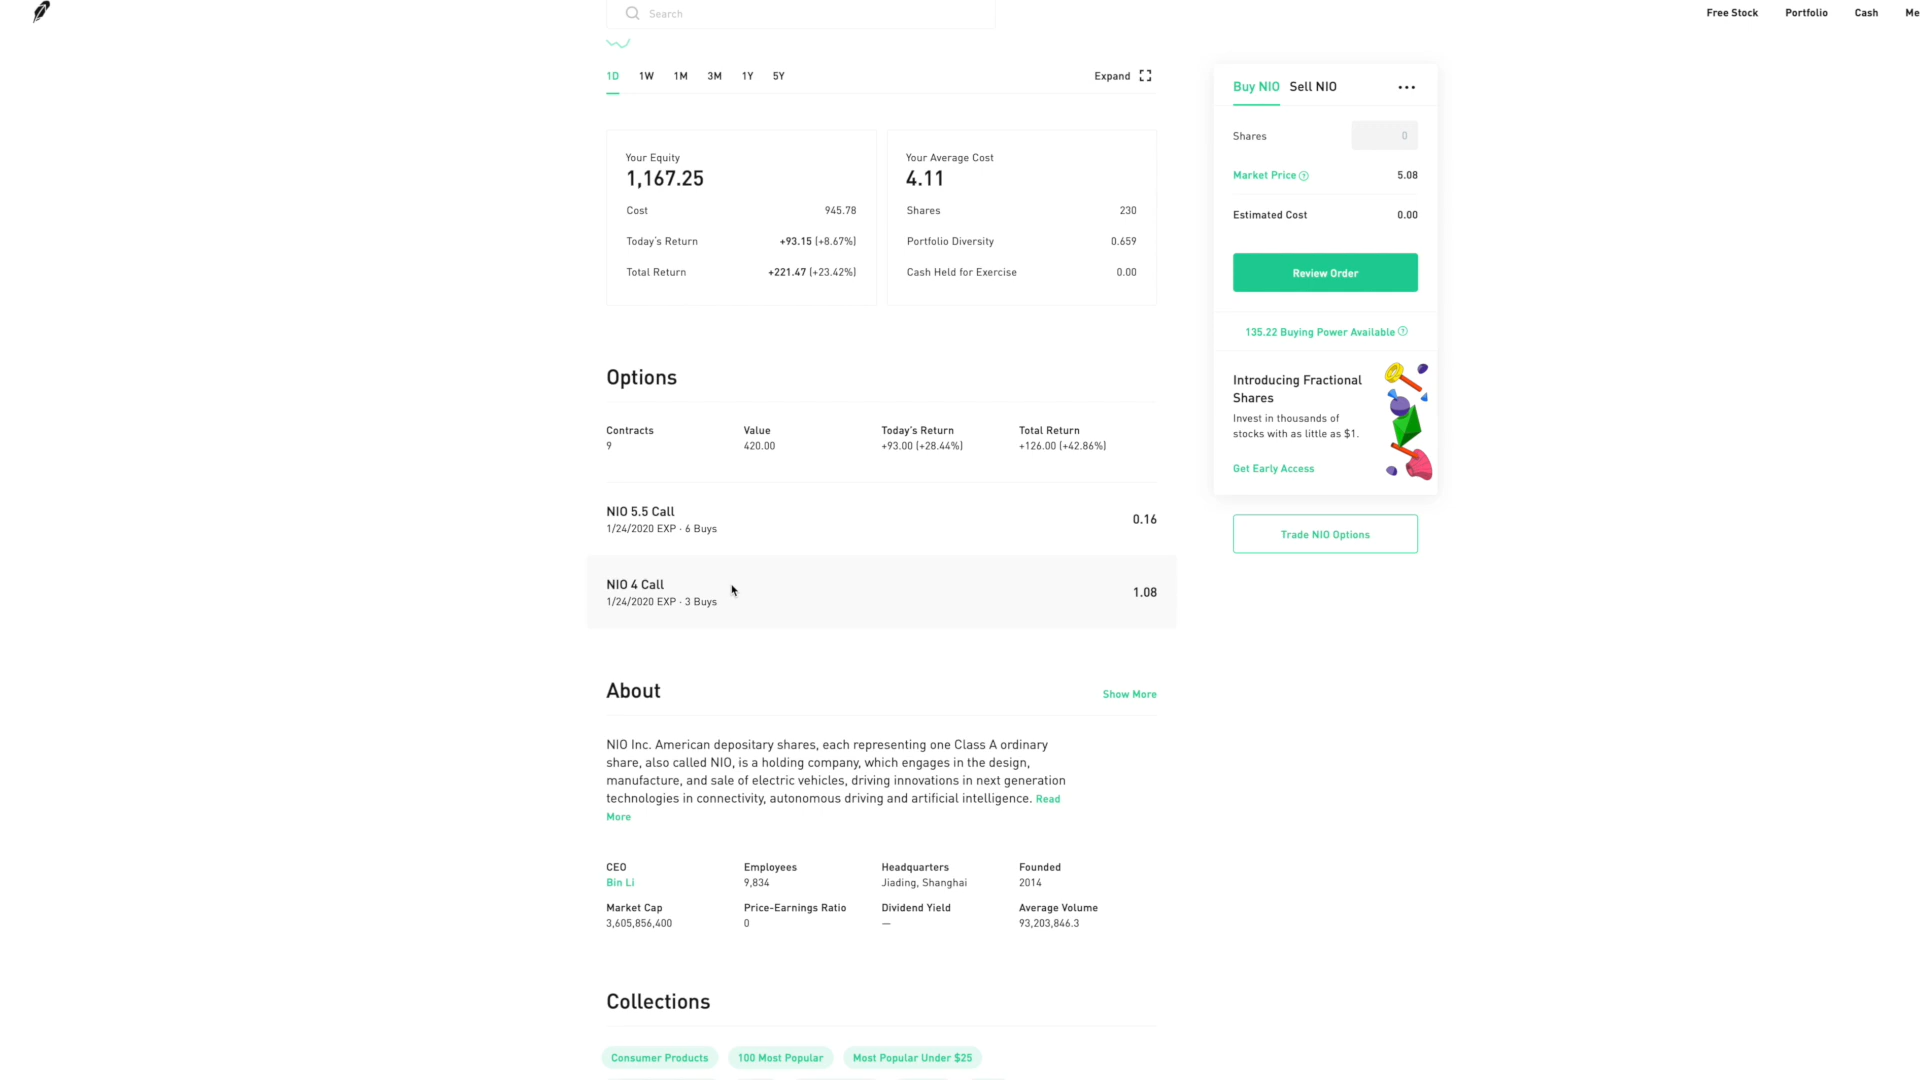 Search
Free Stock
Portfolio
Cash
Me
1D
1W
1M
3M
1Y
5Y
Expand
Your Equity
1,167.25
Cost
945.78
Today's Return
+93.15 (+8.67%)
Total Return
+221.47 (+23.42%)
Your Average Cost
4.11
Shares
230
Portfolio Diversity
0.659
Cash Held for Exercise
0.00
Buy NIO
Sell NIO
Shares
0
Market Price
5.08
Estimated Cost
0.00
Review Order
135.22 Buying Power Available
Introducing Fractional
Shares
Invest in thousands of
stocks with as little as $1.
Get Early Access
Trade NIO Options
Options
Contracts
9
Value
420.00
Today's Return
+93.00 (+28.44%)
Total Return
+126.00 (+42.86%)
NIO 5.5 Call
1/24/2020 EXP · 6 Buys
0.16
NIO 4 Call
1/24/2020 EXP · 3 Buys
1.08
About
Show More
NIO Inc. American depositary shares, each representing one Class A ordinary
share, also called NIO, is a holding company, which engages in the design,
manufacture, and sale of electric vehicles, driving innovations in next generation
technologies in connectivity, autonomous driving and artificial intelligence. Read
More
CEO
Bin Li
Employees
9,834
Headquarters
Jiading, Shanghai
Founded
2014
Market Cap
3,605,856,400
Price-Earnings Ratio
0
Dividend Yield
—
Average Volume
93,203,846.3
Collections
Consumer Products
100 Most Popular
Most Popular Under $25